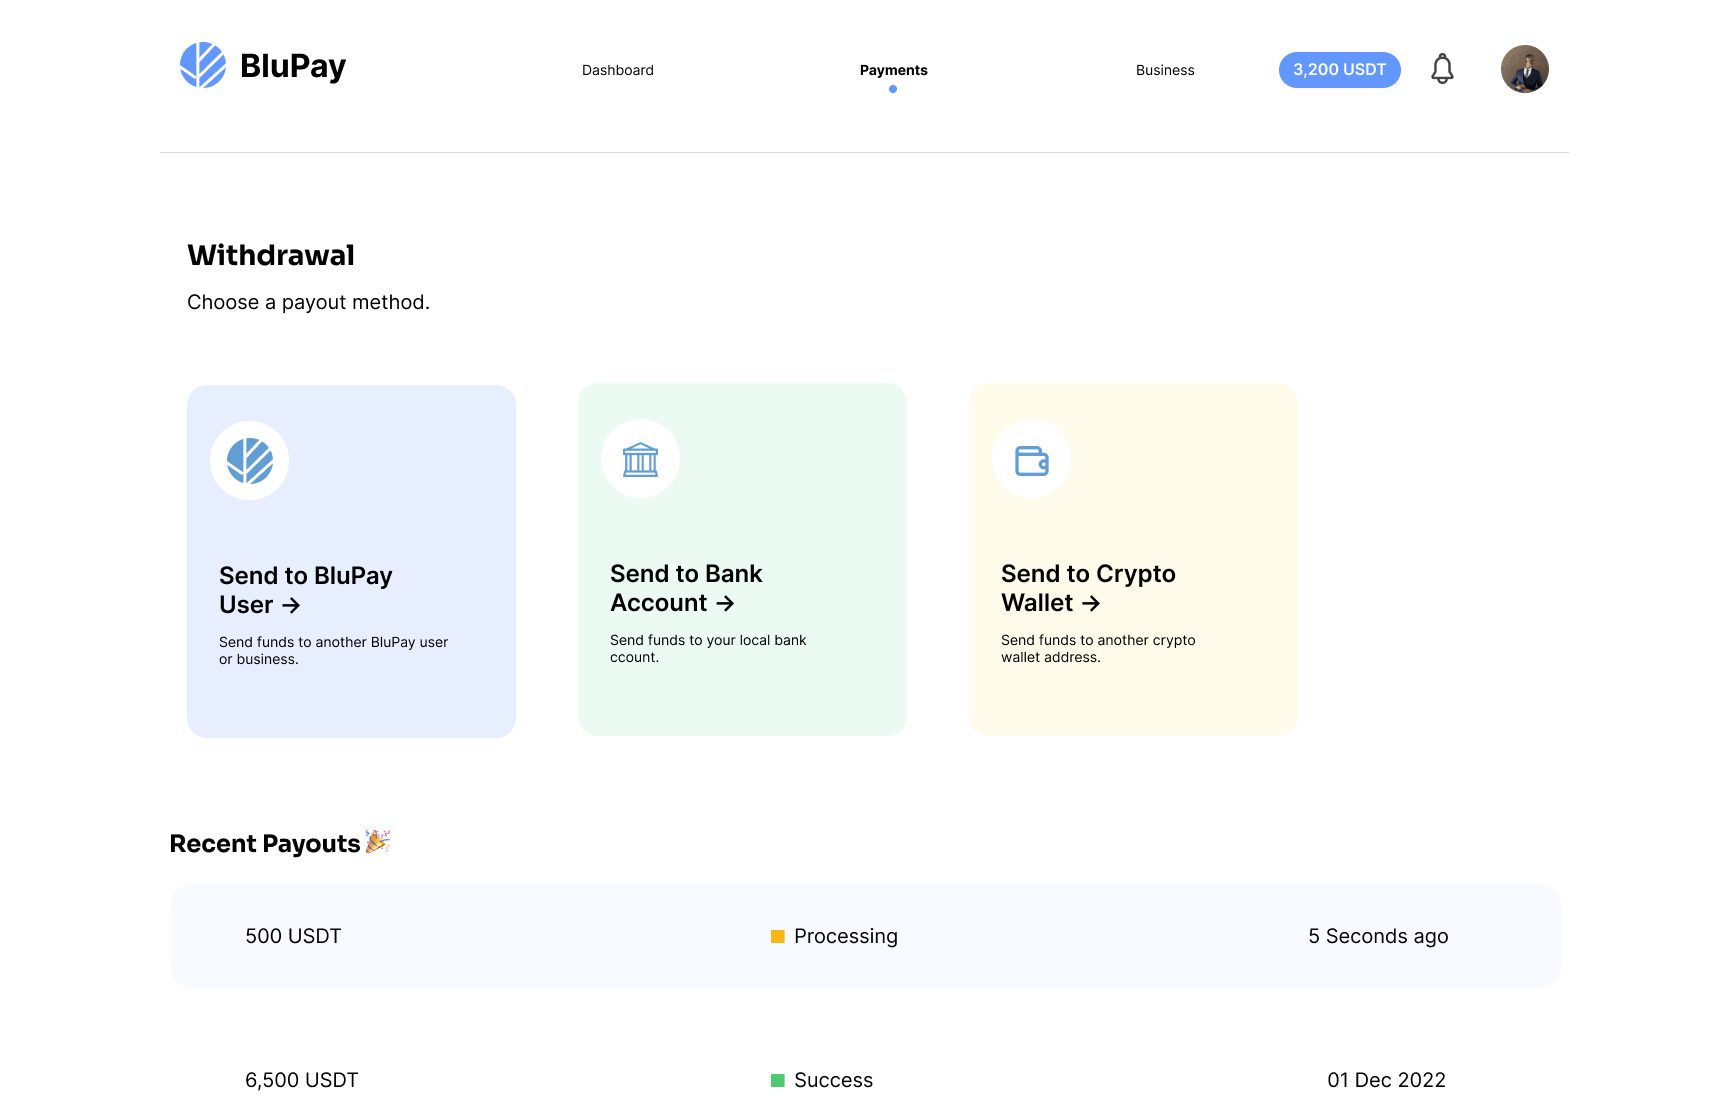 BluPay
Dashboard
Payments
Business
3,200 USDT
Withdrawal
Choose a payout method.
Send to BluPay
User →
Send funds to another BluPay user
or business.
Send to Bank
Account →
Send funds to your local bank
ccount.
Send to Crypto
Wallet →
Send funds to another crypto
wallet address.
Recent Payouts 🎉
500 USDT
Processing
5 Seconds ago
6,500 USDT
Success
01 Dec 2022